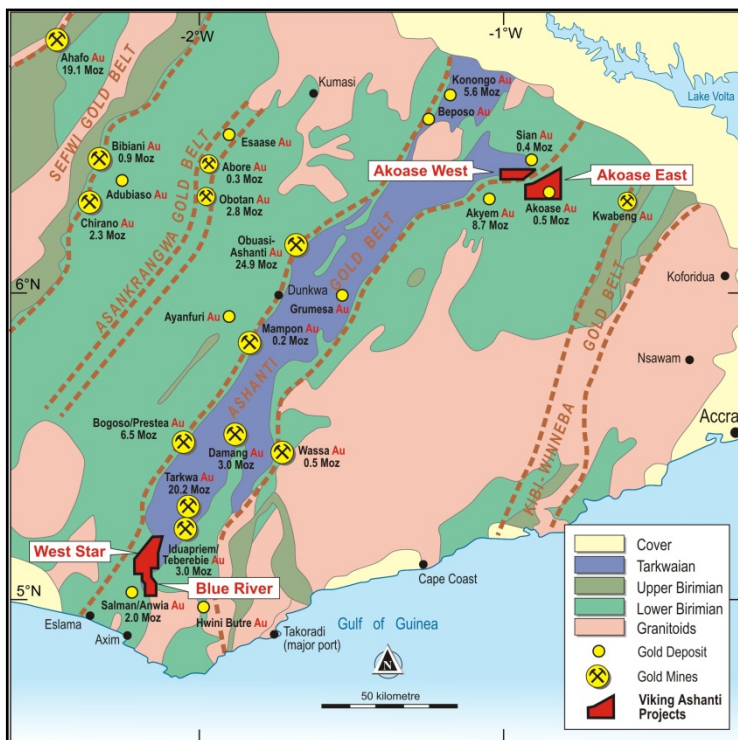 -2°W
-1°W
Ahafo Au
19.1 Moz
SEFWI GOLD BELT
Kumasi
Konongo
Au
5.6 Moz
Beposo
Lake Volta
Bibiani Au
0.9 Moz
Esaase Au
Sian Au
0.4 Moz
Akoase West
Akoase East
Adubiaso
Abore Au
0.3 Moz
Chirano Au
2.3 Moz
Obotan Au
2.8 Moz
Akyem Au
8.7 Moz
Akoase Au
0.5 Moz
Kwabeng Au
ASANKRANGWA GOLD BELT
Obuasi-
Ashanti Au
24.9 Moz
GOLD BELT
6°N
Koforidua
Dunkwa
Grumesa Au
Ayanfuri Au
Mampon Au
0.2 Moz
GOLD BELT
Nsawam
ASHANTI
Bogoso/Prestea Au
6.5 Moz
Damang Au
3.0 Moz
Wassa Au
0.5 Moz
Accra
Tarkwa Au
20.2 Moz
KIBI-WINNEBA
West Star
Iduapriem/
Teberebie Au
3.0 Moz
Blue River
5°N
Cape Coast
Salman/Anwia Au
2.0 Moz
Eslama
Axim
Hwini Butre Au
Takoradi
(major port)
Gulf of Guinea
N
50 kilometre
Cover
Tarkwaian
Upper Birimian
Lower Birimian
Granitoids
Gold Deposit
Gold Mines
Viking Ashanti
Projects